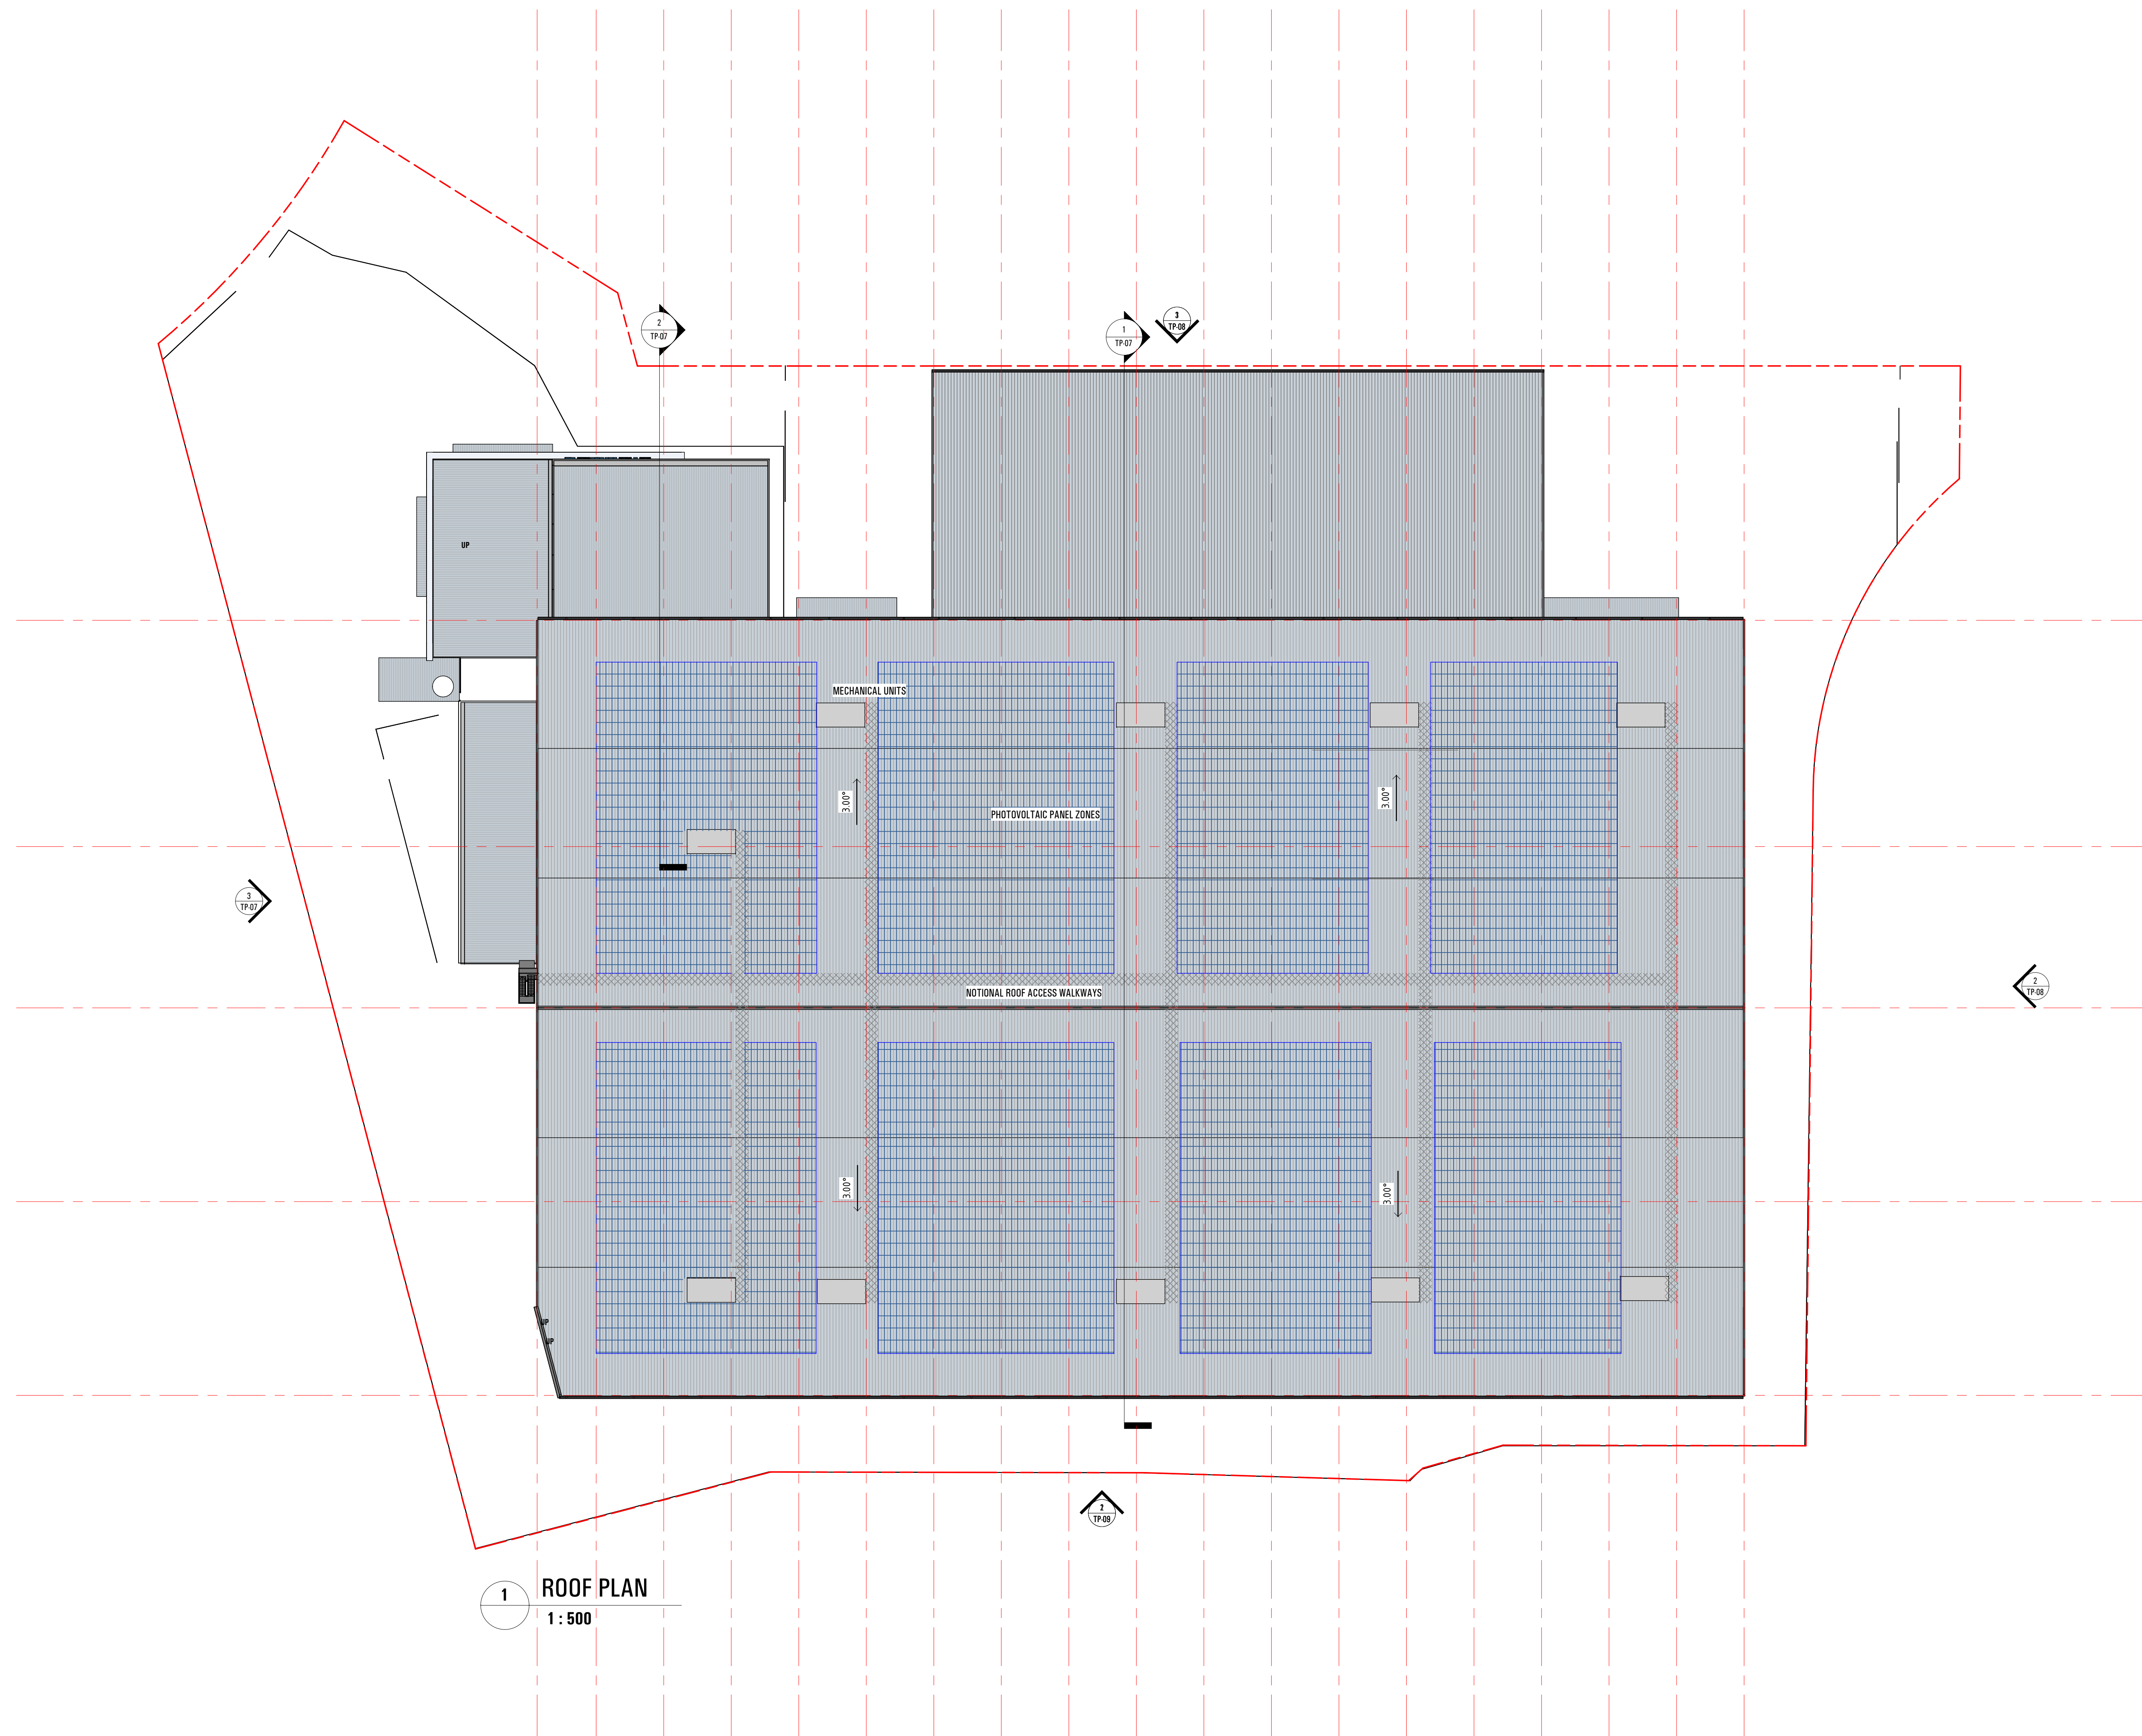 2
TP-07
1
TP-07
3
TP-08
UP
MECHANICAL UNITS
3.00°
3.00°
PHOTOVOLTAIC PANEL ZONES
3
TP-07
2
TP-08
NOTIONAL ROOF ACCESS WALKWAYS
3.00°
3.00°
UP
UP
2
TP-09
1
ROOF PLAN
1 : 500